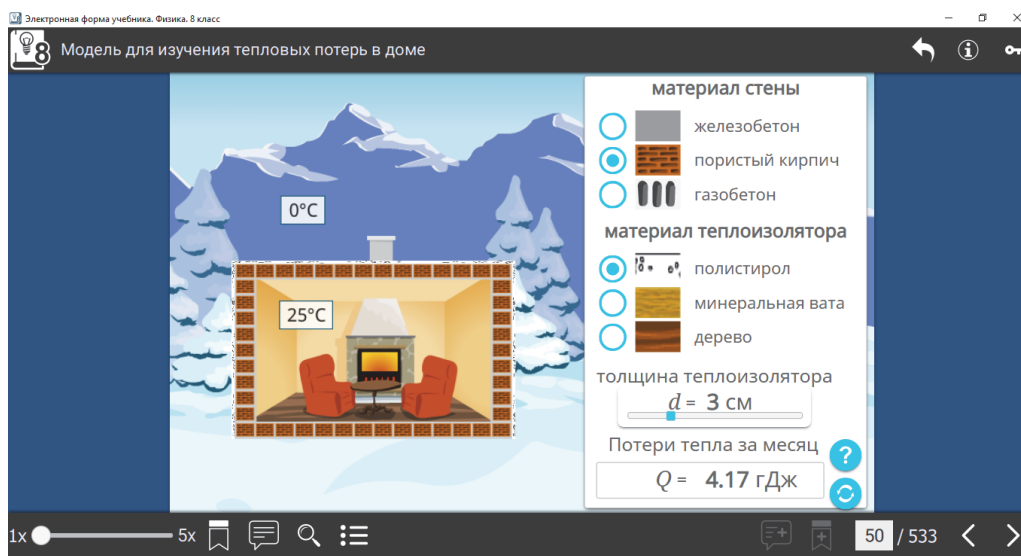 Электронная форма учебника. Физика. 8 класс
8 Модель для изучения тепловых потерь в доме
материал стены
железобетон
пористый кирпич
газобетон
материал теплоизолятора
полистирол
минеральная вата
дерево
толщина теплоизолятора
d = 3 см
Потери тепла за месяц
?
Q = 4.17 гДж
0°C
25°C
1x 5x 50 / 533